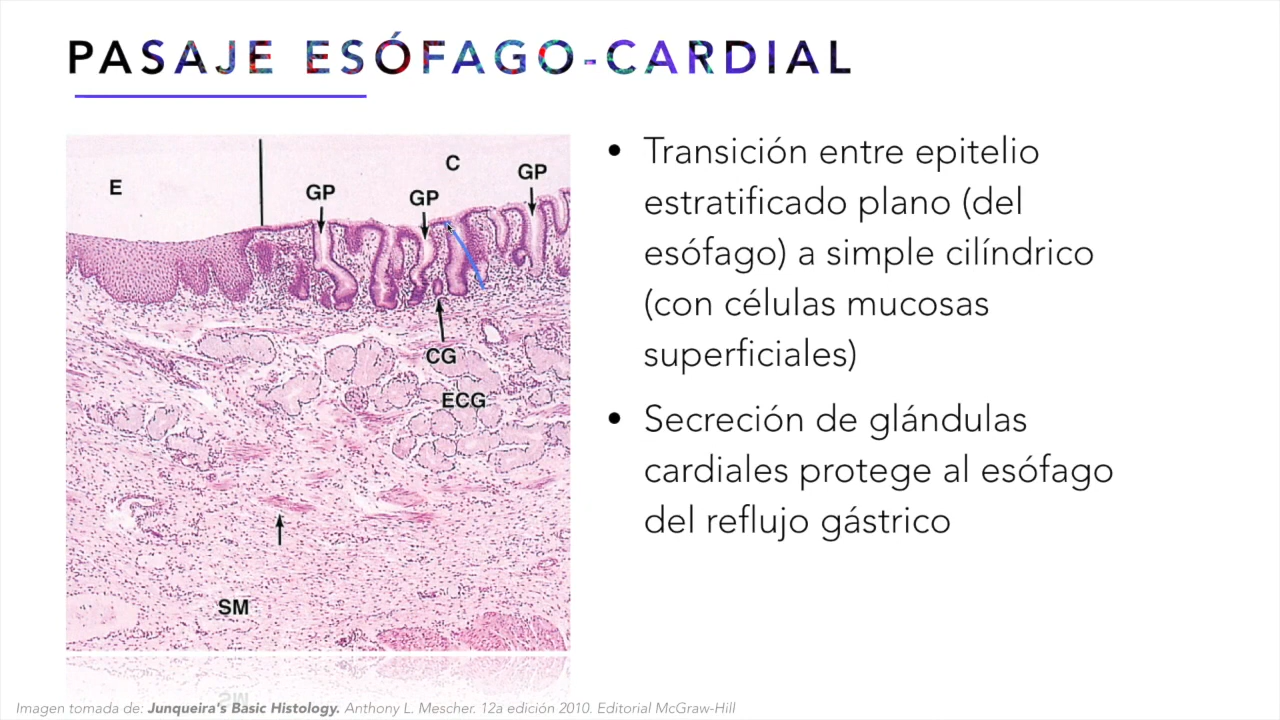 PASAJE ESÓFAGO-CARDIAL
E
C
GP
GP
GP
CG
ECG
SM
• Transición entre epitelio
estratificado plano (del
esófago) a simple cilíndrico
(con células mucosas
superficiales)
• Secreción de glándulas
cardiales protege al esófago
del reflujo gástrico
Imagen tomada de: Junqueira's Basic Histology. Anthony L. Mescher. 12a edición 2010. Editorial McGraw-Hill